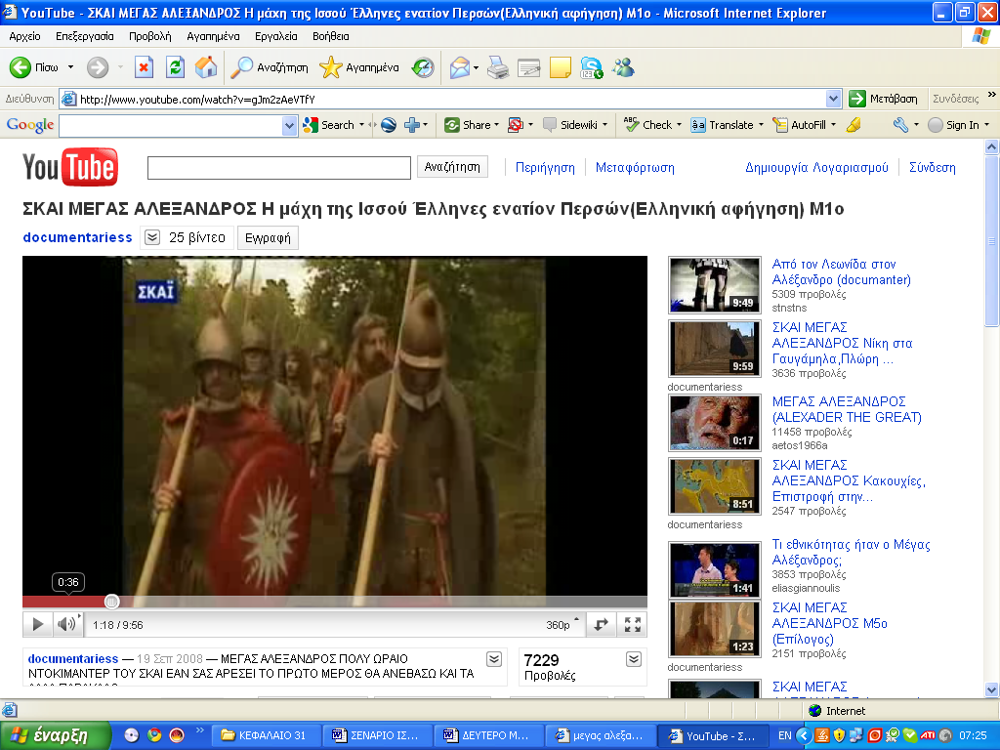 YouTube - ΣΚΑΙ ΜΕΓΑΣ ΑΛΕΞΑΝΔΡΟΣ Η μάχη της Ισσού Έλληνες ενατίον Περσών(Ελληνική αφήγηση) Μ1ο - Microsoft Internet Explorer
Αρχείο Επεξεργασία Προβολή Αγαπημένα Εργαλεία Βοήθεια
Πίσω Αναζήτηση Αγαπημένα
Διεύθυνση http://www.youtube.com/watch?v=gJm2zAeVTfY Μετάβαση Συνδέσεις
Google Search Share Sidewiki Check Translate AutoFill Sign In
YouTube Αναζήτηση Περιήγηση Μεταφόρτωση Δημιουργία Λογαριασμού Σύνδεση
ΣΚΑΙ ΜΕΓΑΣ ΑΛΕΞΑΝΔΡΟΣ Η μάχη της Ισσού Έλληνες ενατίον Περσών(Ελληνική αφήγηση) Μ1ο
documentariess 25 βίντεο Εγγραφή
ΣΚΑΪ
0:36
1:18 / 9:56 360p
documentariess — 19 Σεπ 2008 — ΜΕΓΑΣ ΑΛΕΞΑΝΔΡΟΣ ΠΟΛΥ ΩΡΑΙΟ
ΝΤΟΚΙΜΑΝΤΕΡ ΤΟΥ ΣΚΑΙ ΕΑΝ ΣΑΣ ΑΡΕΣΕΙ ΤΟ ΠΡΩΤΟ ΜΕΡΟΣ ΘΑ ΑΝΕΒΑΣΩ ΚΑΙ ΤΑ
7229
Προβολές
9:49
Από τον Λεωνίδα στον
Αλέξανδρο (documanter)
5309 προβολές
stnstns
9:59
ΣΚΑΙ ΜΕΓΑΣ
ΑΛΕΞΑΝΔΡΟΣ Νίκη στα
Γαυγάμηλα,Πλώρη ...
3636 προβολές
documentariess
0:17
ΜΕΓΑΣ ΑΛΕΞΑΝΔΡΟΣ
(ALEXADER THE GREAT)
11458 προβολές
aetos1966a
8:51
ΣΚΑΙ ΜΕΓΑΣ
ΑΛΕΞΑΝΔΡΟΣ Κακουχίες,
Επιστροφή στην...
2547 προβολές
documentariess
1:41
Τι εθνικότητας ήταν ο Μέγας
Αλέξανδρος;
3853 προβολές
eliasgiannoulis
1:23
ΣΚΑΙ ΜΕΓΑΣ
ΑΛΕΞΑΝΔΡΟΣ Μ5ο
(Επίλογος)
2151 προβολές
documentariess
ΣΚΑΙ ΜΕΓΑΣ
Internet
έναρξη ΚΕΦΑΛΑΙΟ 31 ΣΕΝΑΡΙΟ ΙΣ... ΔΕΥΤΕΡΟ Μ... μεγας αλεξα... YouTube - Σ... EN 07:25